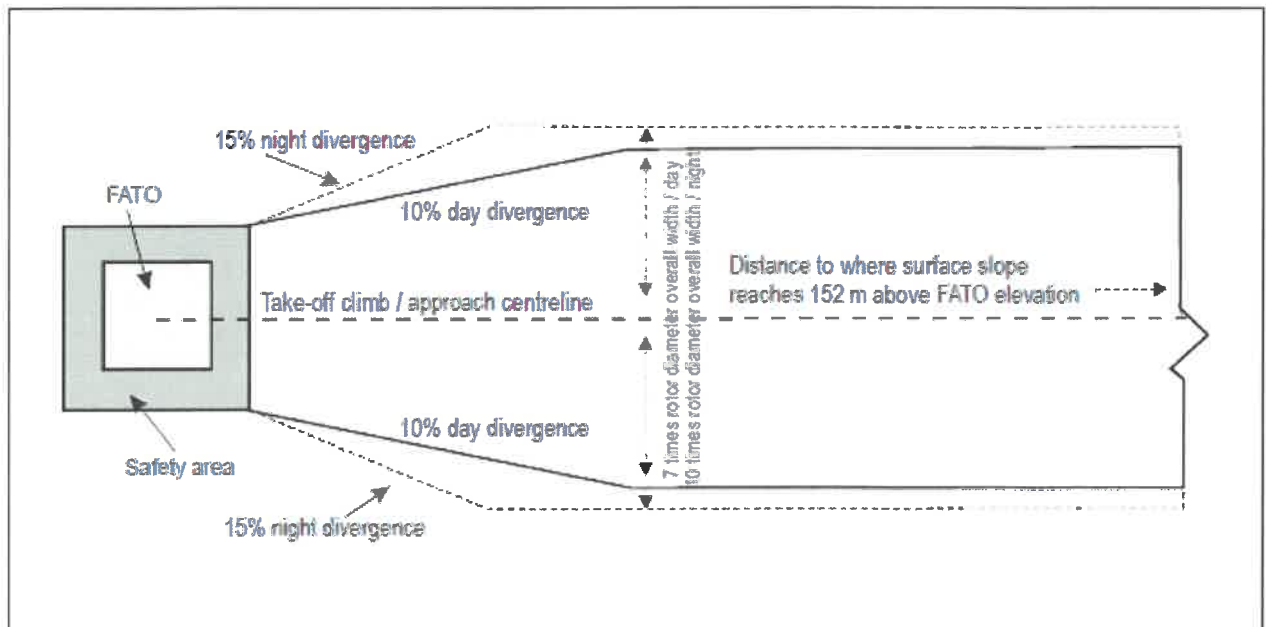 15% night divergence
FATO
10% day divergence
Take-off climb / approach centreline
7 times rotor diameter overall width / day
10 times rotor diameter overall width / night
Distance to where surface slope
reaches 152 m above FATO elevation
10% day divergence
Safety area
15% night divergence